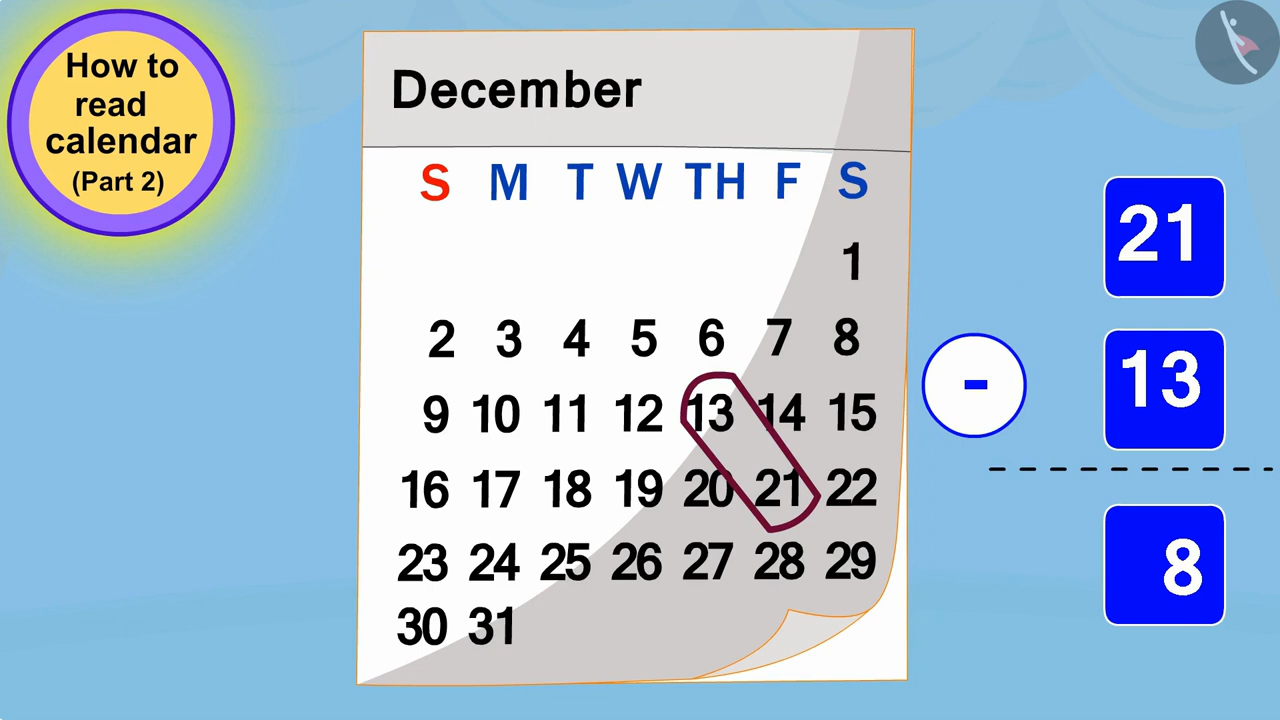 How to
read
calendar
(Part 2)
December
S M T W TH F S
1
2 3 4 5 6 7 8
9 10 11 12 13 14 15
16 17 18 19 20 21 22
23 24 25 26 27 28 29
30 31
21
- 13
8